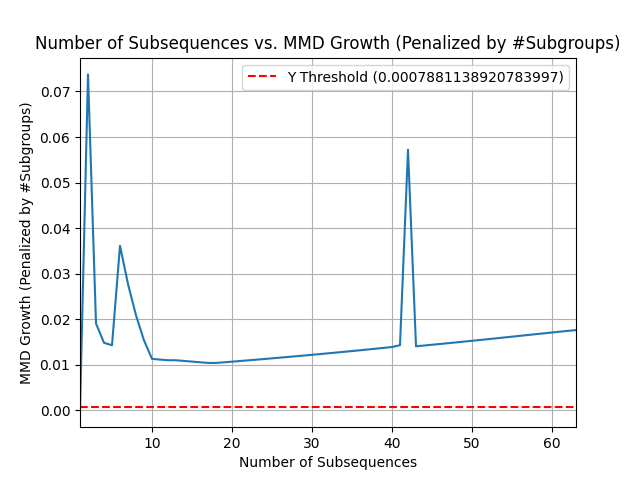 Number of Subsequences vs. MMD Growth (Penalized by #Subgroups)
Y Threshold (0.0007881138920783997)
MMD Growth (Penalized by #Subgroups)
0.07
0.06
0.05
0.04
0.03
0.02
0.01
0.00
10 20 30 40 50 60
Number of Subsequences